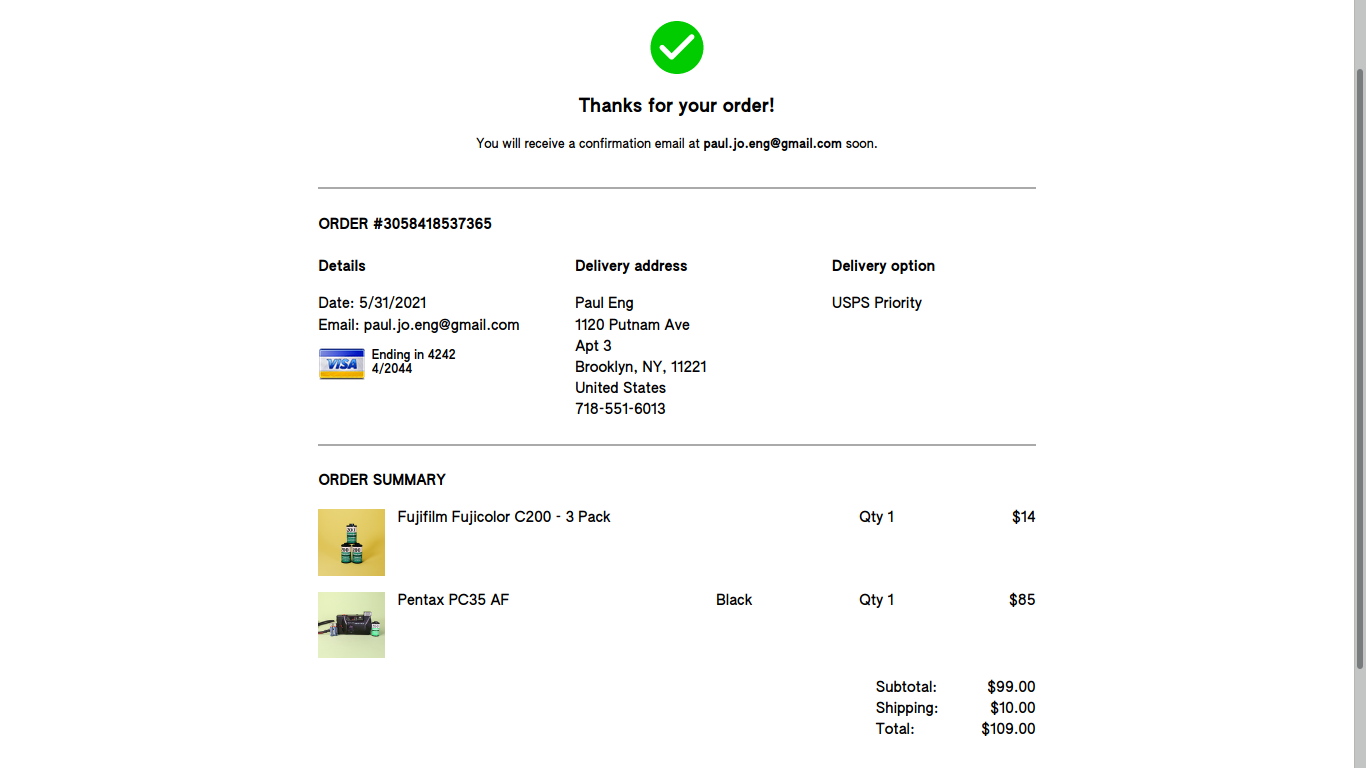 Thanks for your order!
You will receive a confirmation email at paul.jo.eng@gmail.com soon.
ORDER #3058418537365
Details
Date: 5/31/2021
Email: paul.jo.eng@gmail.com
VISA
Ending in 4242
4/2044
Delivery address
Paul Eng
1120 Putnam Ave
Apt 3
Brooklyn, NY, 11221
United States
718-551-6013
Delivery option
USPS Priority
ORDER SUMMARY
200
200 200
Fujifilm Fujicolor C200 - 3 Pack Qty 1 $14
Pentax PC35 AF Black Qty 1 $85
Subtotal: $99.00
Shipping: $10.00
Total: $109.00